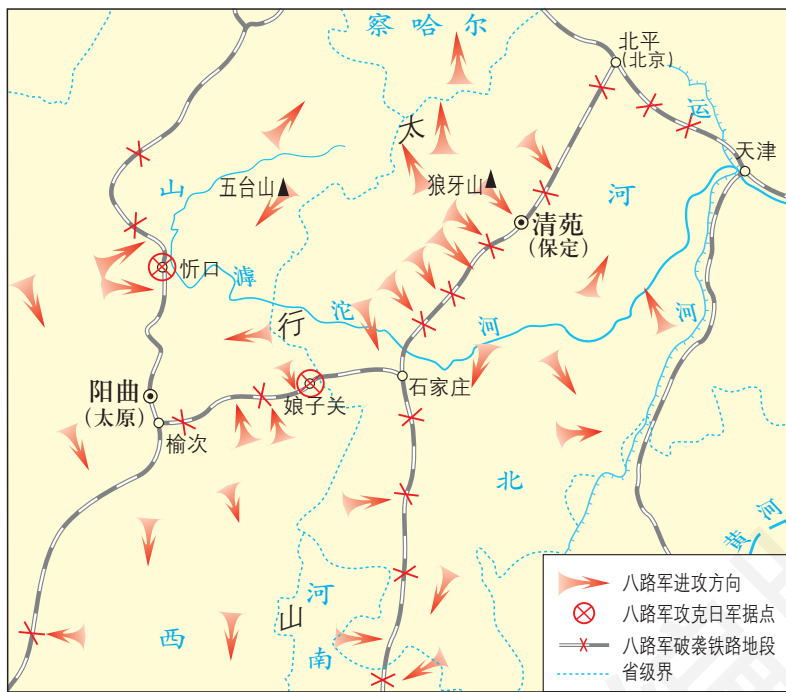 察哈尔
北平
(北京)
运
太
天津
山
五台山
狼牙山
河
清苑
(保定)
忻口
滹
沱
河
河
行
石家庄
阳曲
(太原)
娘子关
榆次
北
黄河
山
河
南
西
八路军进攻方向
八路军攻克日军据点
八路军破袭铁路地段
省级界